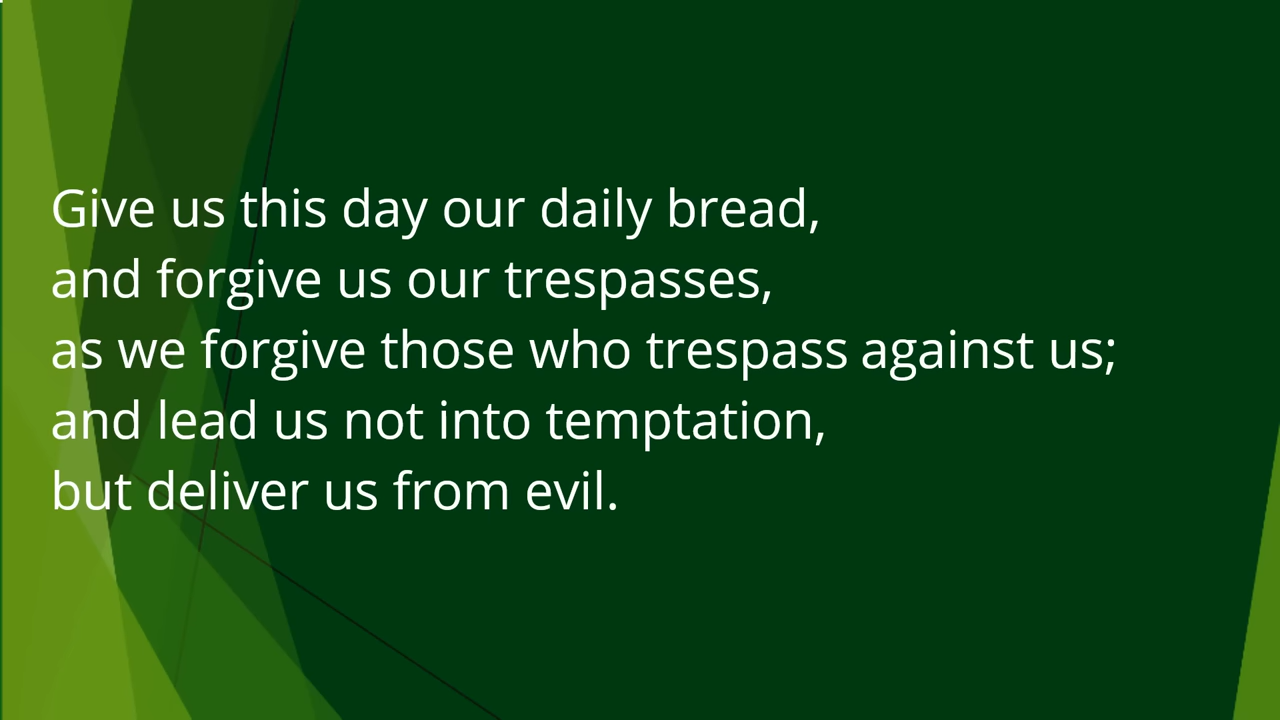 Give us this day our daily bread,
and forgive us our trespasses,
as we forgive those who trespass against us;
and lead us not into temptation,
but deliver us from evil.